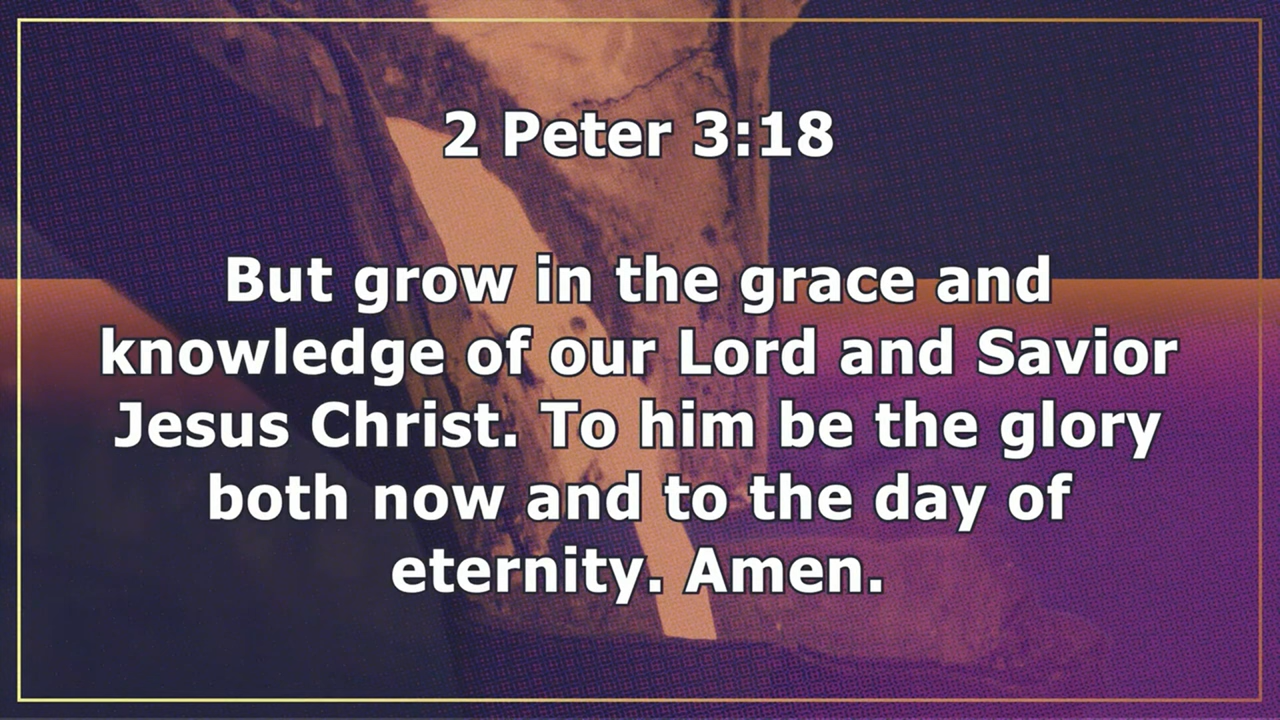 2 Peter 3:18
But grow in the grace and
knowledge of our Lord and Savior
Jesus Christ. To him be the glory
both now and to the day of
eternity. Amen.